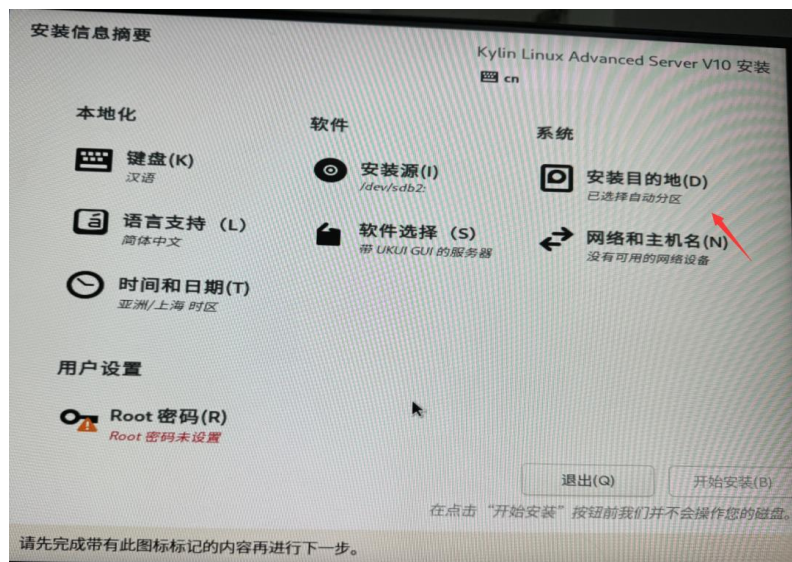 安装信息摘要
Kylin Linux Advanced Server V10 安装
cn
本地化
键盘(K)
汉语
语言支持 (L)
简体中文
时间和日期(T)
亚洲/上海 时区
软件
安装源(I)
/dev/sdb2:
软件选择 (S)
带 UKUI GUI 的服务器
系统
安装目的地(D)
已选择自动分区
网络和主机名(N)
没有可用的网络设备
用户设置
Root 密码(R)
Root 密码未设置
退出(Q)
开始安装(B)
在点击 “开始安装” 按钮前我们并不会操作您的磁盘。
请先完成带有此图标标记的内容再进行下一步。